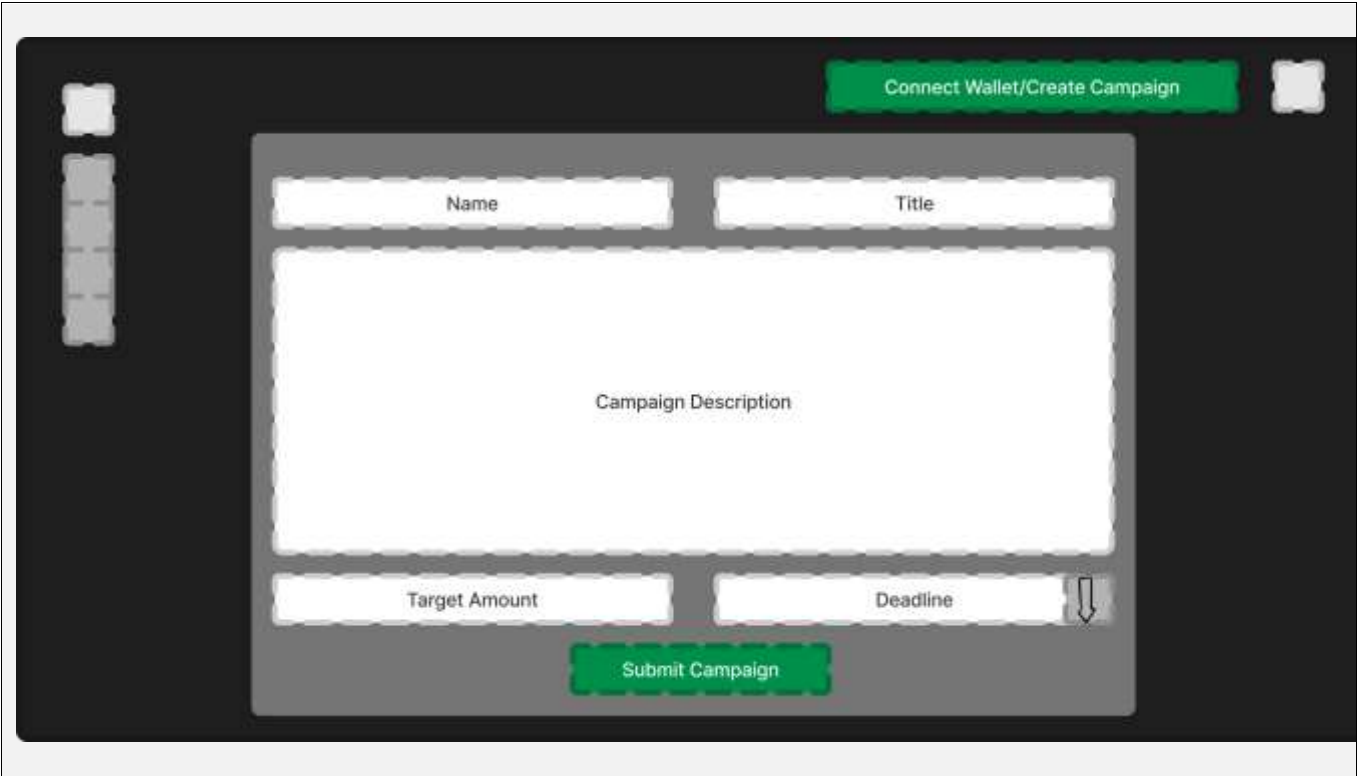 Connect Wallet/Create Campaign
Name
Title
Campaign Description
Target Amount
Deadline
Submit Campaign